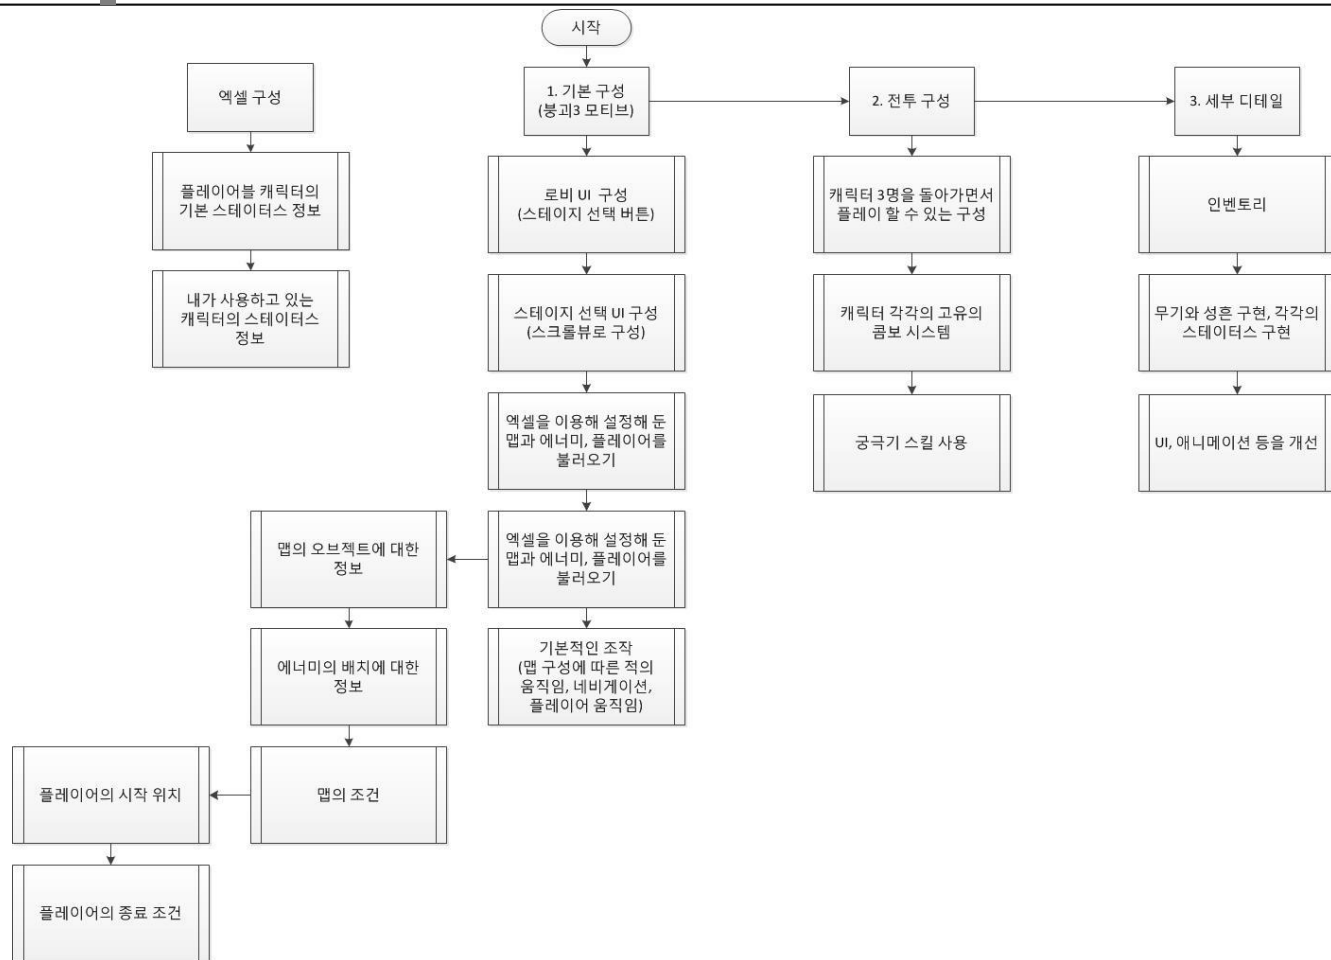 시작
엑셀 구성
플레이어블 캐릭터의
기본 스테이터스 정보
내가 사용하고 있는
캐릭터의 스테이터스
정보
1. 기본 구성
(붕괴3 모티브)
로비 UI 구성
(스테이지 선택 버튼)
스테이지 선택 UI 구성
(스크롤뷰로 구성)
엑셀을 이용해 설정해 둔
맵과 에너미, 플레이어를
불러오기
엑셀을 이용해 설정해 둔
맵과 에너미, 플레이어를
불러오기
기본적인 조작
(맵 구성에 따른 적의
움직임, 네비게이션,
플레이어 움직임)
맵의 오브젝트에 대한
정보
에너미의 배치에 대한
정보
맵의 조건
플레이어의 시작 위치
플레이어의 종료 조건
2. 전투 구성
캐릭터 3명을 돌아가면서
플레이 할 수 있는 구성
캐릭터 각각의 고유의
콤보 시스템
궁극기 스킬 사용
3. 세부 디테일
인벤토리
무기와 성흔 구현, 각각의
스테이터스 구현
UI, 애니메이션 등을 개선